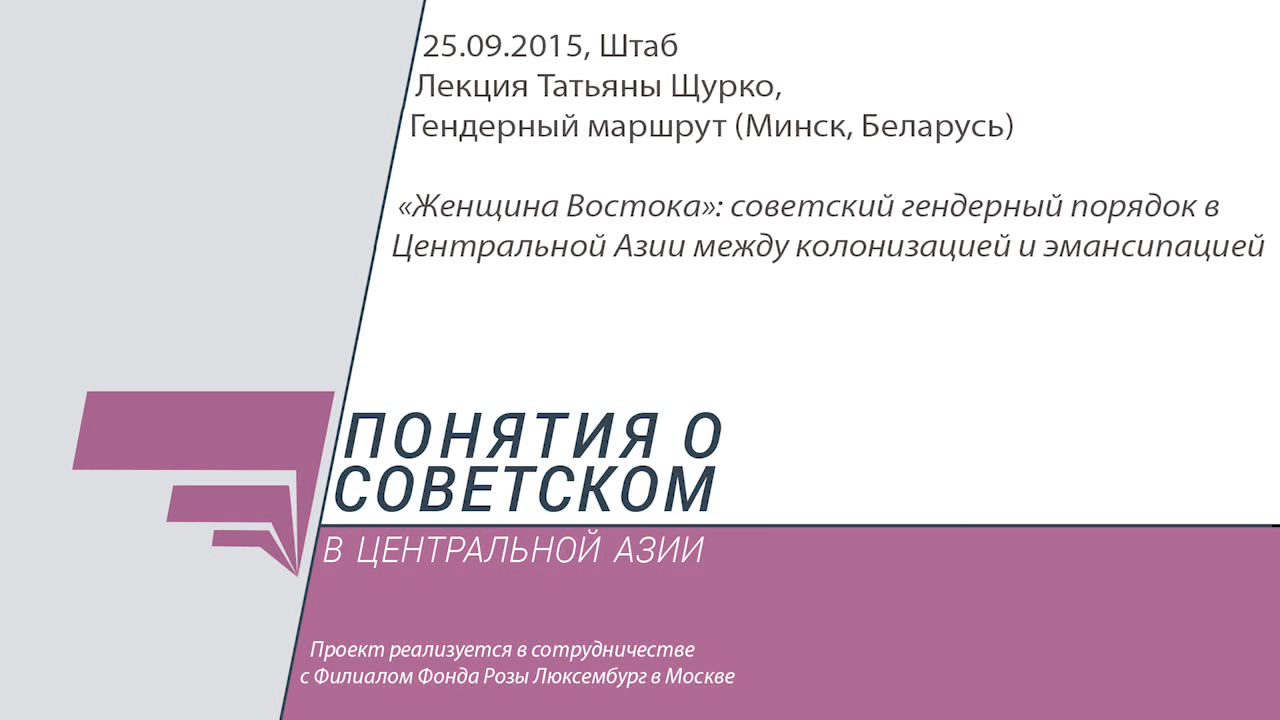 25.09.2015, Штаб
Лекция Татьяны Щурко,
Гендерный маршрут (Минск, Беларусь)
«Женщина Востока»: советский гендерный порядок в
Центральной Азии между колонизацией и эмансипацией
ПОНЯТИЯ О
СОВЕТСКОМ
В ЦЕНТРАЛЬНОЙ АЗИИ
Проект реализуется в сотрудничестве
с Филиалом Фонда Розы Люксембург в Москве